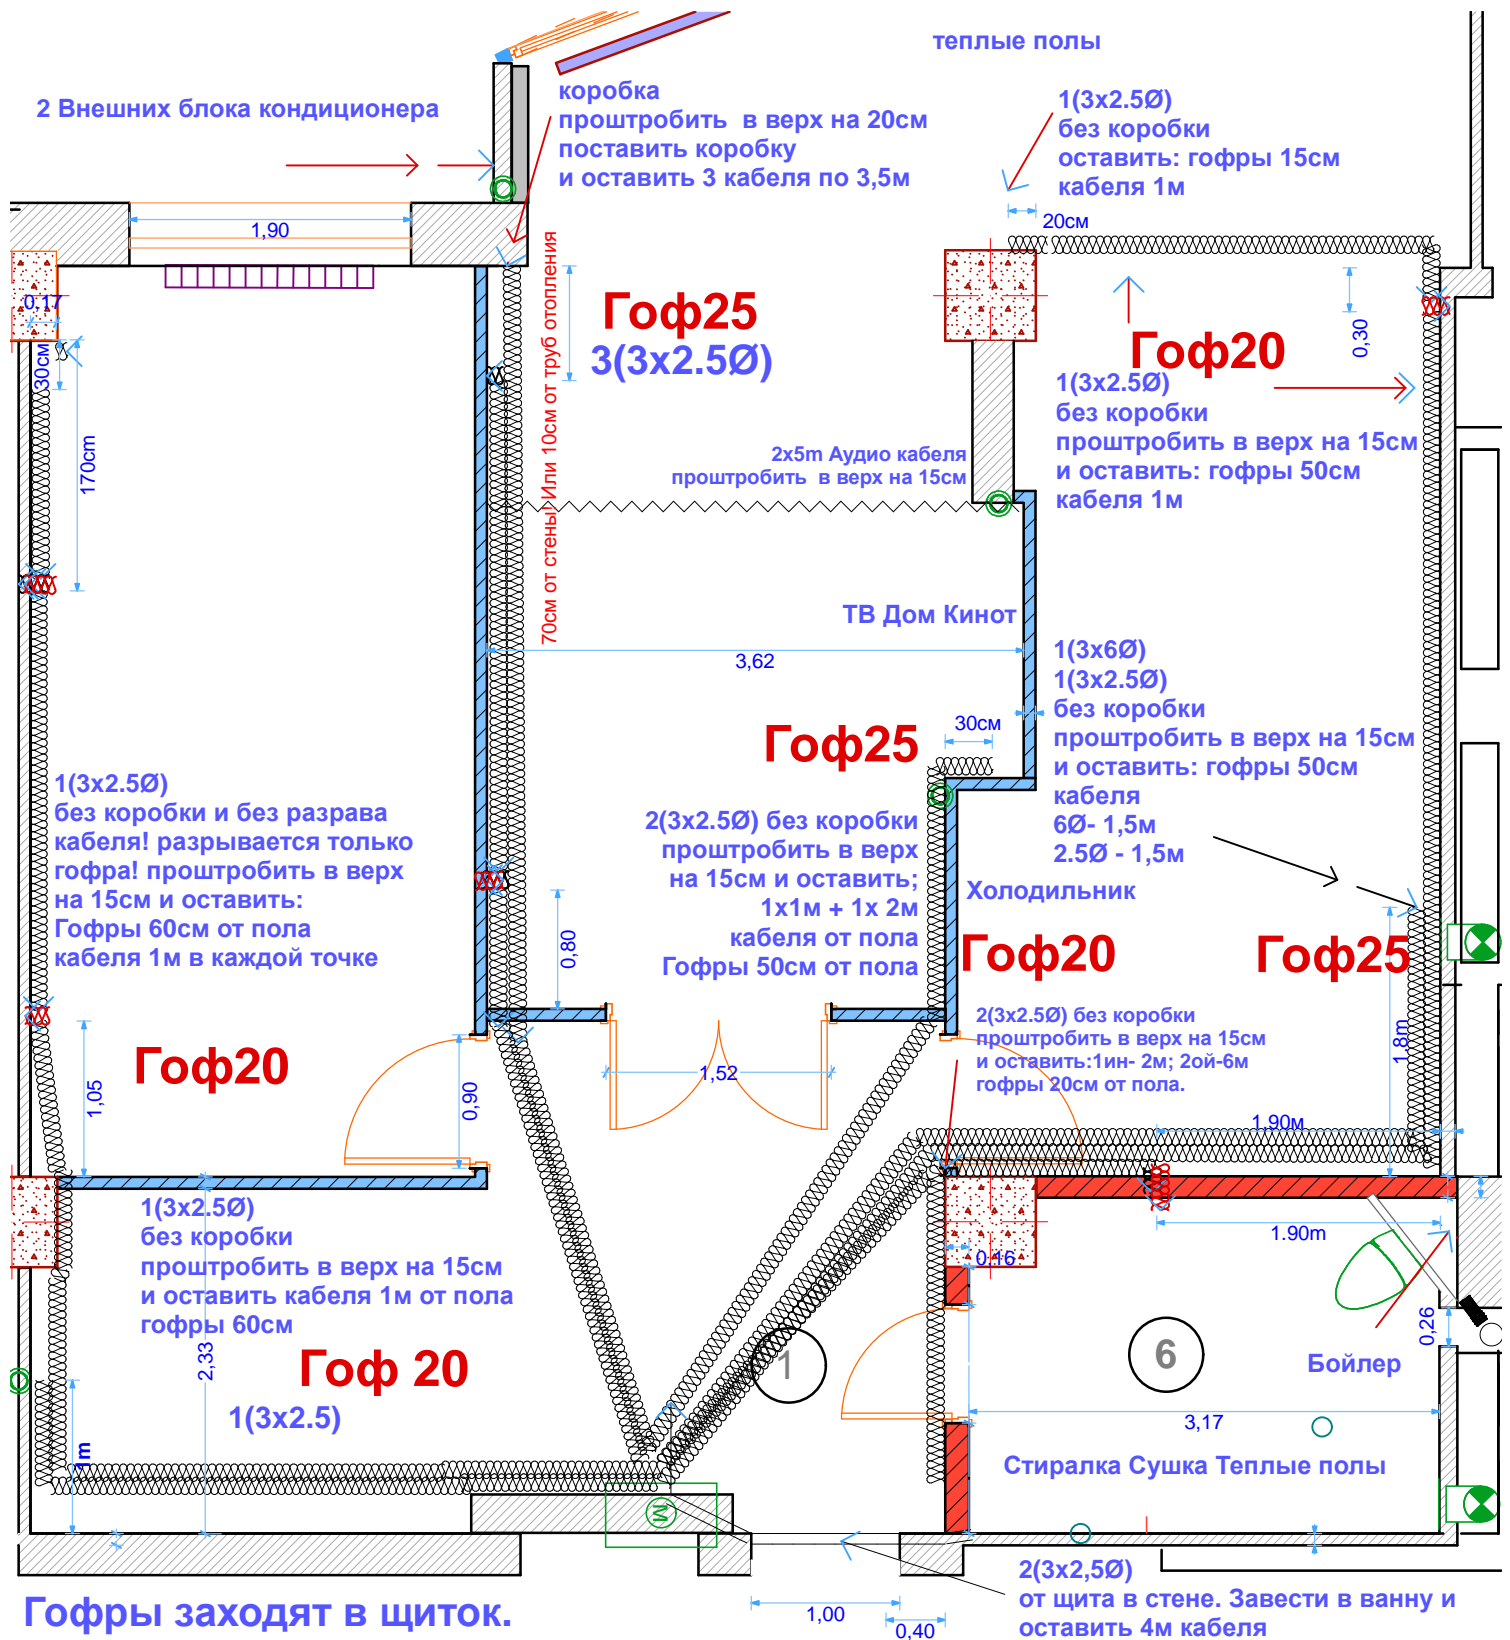 теплые полы
2 Внешних блока кондиционера
коробка
проштробить в верх на 20см
поставить коробку
и оставить 3 кабеля по 3,5м
1(3x2.5Ø)
без коробки
оставить: гофры 15см
кабеля 1м
20см
1,90
0,17
30см
170cm
70см от стены!Или 10см от труб отопления
Гоф25
3(3x2.5Ø)
Гоф20
0,30
1(3x2.5Ø)
без коробки
проштробить в верх на 15см
и оставить: гофры 50см
кабеля 1м
2x5m Аудио кабеля
проштробить в верх на 15см
ТВ Дом Кинот
3,62
1(3x6Ø)
1(3x2.5Ø)
без коробки
проштробить в верх на 15см
и оставить: гофры 50см
кабеля
6Ø- 1,5м
2.5Ø - 1,5м
30см
Гоф25
1(3x2.5Ø)
без коробки и без разрава
кабеля! разрывается только
гофра! проштробить в верх
на 15см и оставить:
Гофры 60см от пола
кабеля 1м в каждой точке
2(3x2.5Ø) без коробки
проштробить в верх
на 15см и оставить;
1x1м + 1x 2м
кабеля от пола
Гофры 50см от пола
Холодильник
0,80
Гоф20
Гоф25
2(3x2.5Ø) без коробки
проштробить в верх на 15см
и оставить:1ин- 2м; 2ой-6м
гофры 20см от пола.
1.8m
Гоф20
1,05
0,90
1,52
1,90м
1(3x2.5Ø)
без коробки
проштробить в верх на 15см
и оставить кабеля 1м от пола
гофры 60см
2,33
Гоф 20
1(3x2.5)
1m
0.16
1.90m
0,26
1
6
Бойлер
3,17
Стиралка Сушка Теплые полы
M
2(3x2,5Ø)
от щита в стене. Завести в ванну и
оставить 4м кабеля
1,00
0,40
Гофры заходят в щиток.